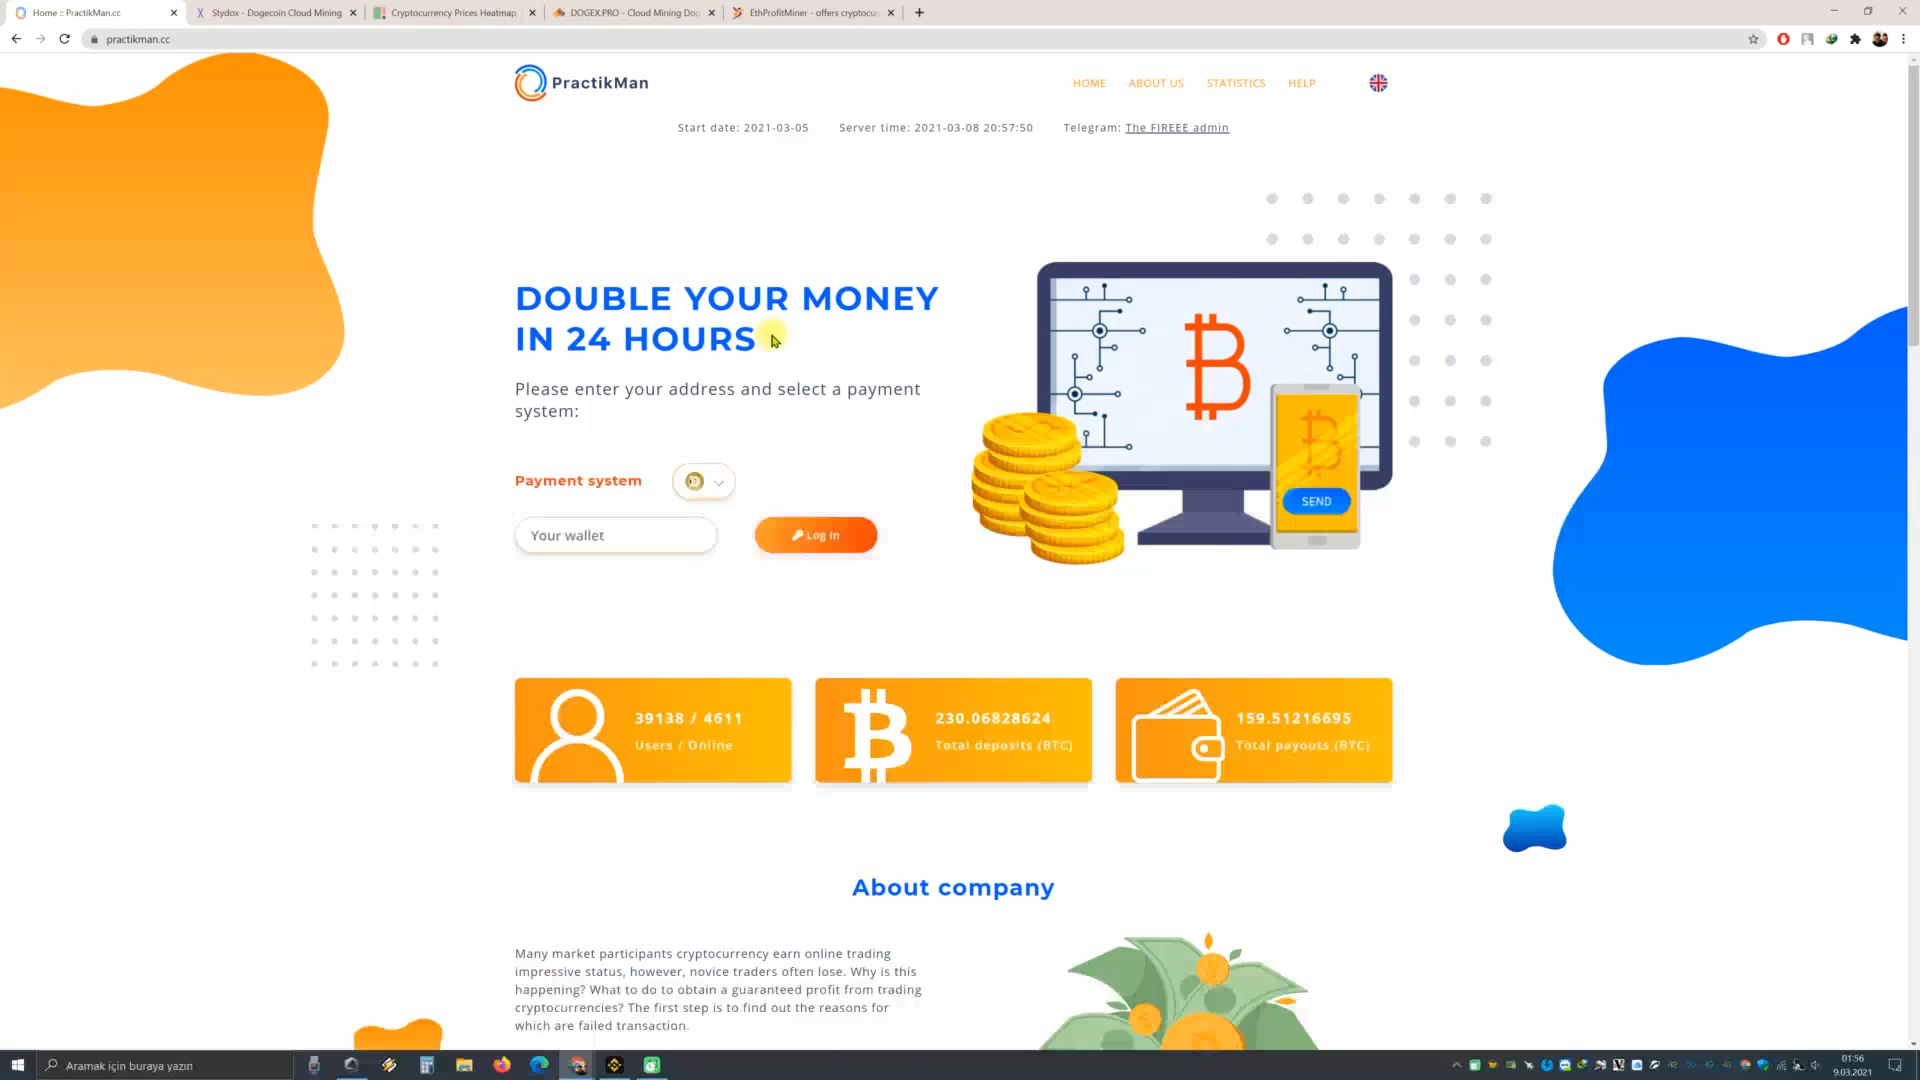 Home :: PractikMan.cc
Stydox - Dogecoin Cloud Mining
Cryptocurrency Prices Heatmap,
DOGEX.PRO - Cloud Mining Dog
EthProfitMiner - offers cryptocu
practikman.cc
PractikMan
HOME
ABOUT US
STATISTICS
HELP
Start date: 2021-03-05
Server time: 2021-03-08 20:57:50
Telegram: The FIREEE admin
DOUBLE YOUR MONEY
IN 24 HOURS
Please enter your address and select a payment
system:
Payment system
Your wallet
Log in
SEND
39138 / 4611
Users / Online
230.06828624
Total deposits (BTC)
159.51216695
Total payouts (BTC)
About company
Many market participants cryptocurrency earn online trading
impressive status, however, novice traders often lose. Why is this
happening? What to do to obtain a guaranteed profit from trading
cryptocurrencies? The first step is to find out the reasons for
which are failed transaction.
Aramak için buraya yazın
01:56
9.03.2021